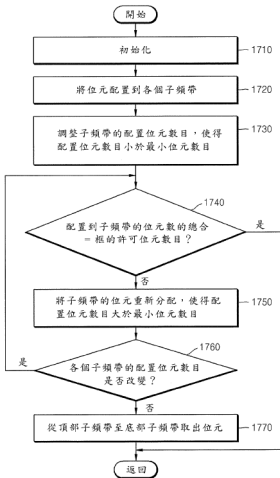 開始
初始化
1710
將位元配置到各個子頻帶
1720
調整子頻帶的配置位元數目,使得
配置位元數目小於最小位元數目
1730
1740
配置到子頻帶的位元數的總合
= 框的許可位元數目?
是
否
將子頻帶的位元重新分配,使得配
置位元數目大於最小位元數目
1750
1760
是
各個子頻帶的配置位元數目
是否改變?
否
從頂部子頻帶至底部子頻帶取出位元
1770
返回